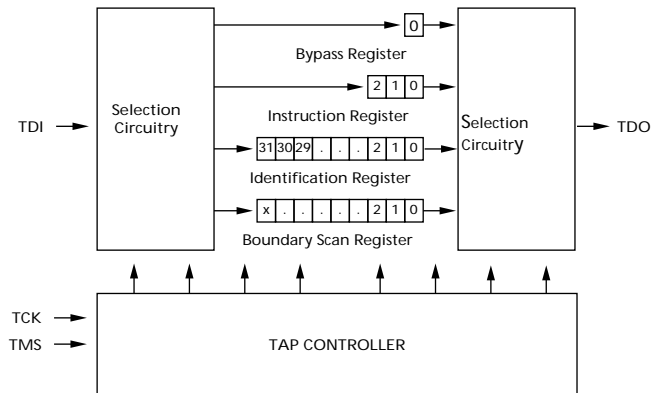 0
Bypass Register
2 1 0
Selection
Circuitry
Instruction Register
Selection
Circuitry
TDI
TDO
31 30 29 . . . 2 1 0
Identification Register
x . . . . . 2 1 0
Boundary Scan Register
TCK
TMS
TAP CONTROLLER